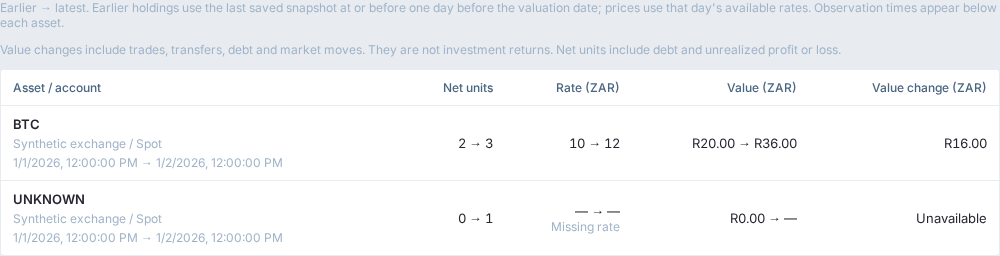 Earlier → latest. Earlier holdings use the last saved snapshot at or before one day before the valuation date; prices use that day's available rates. Observation times appear below
each asset.
Value changes include trades, transfers, debt and market moves. They are not investment returns. Net units include debt and unrealized profit or loss.
Asset / account Net units Rate (ZAR) Value (ZAR) Value change (ZAR)
BTC
Synthetic exchange / Spot 2 → 3 10 → 12 R20.00 → R36.00 R16.00
1/1/2026, 12:00:00 PM → 1/2/2026, 12:00:00 PM
UNKNOWN
— → —
Synthetic exchange / Spot 0 → 1 R0.00 → — Unavailable
Missing rate
1/1/2026, 12:00:00 PM → 1/2/2026, 12:00:00 PM